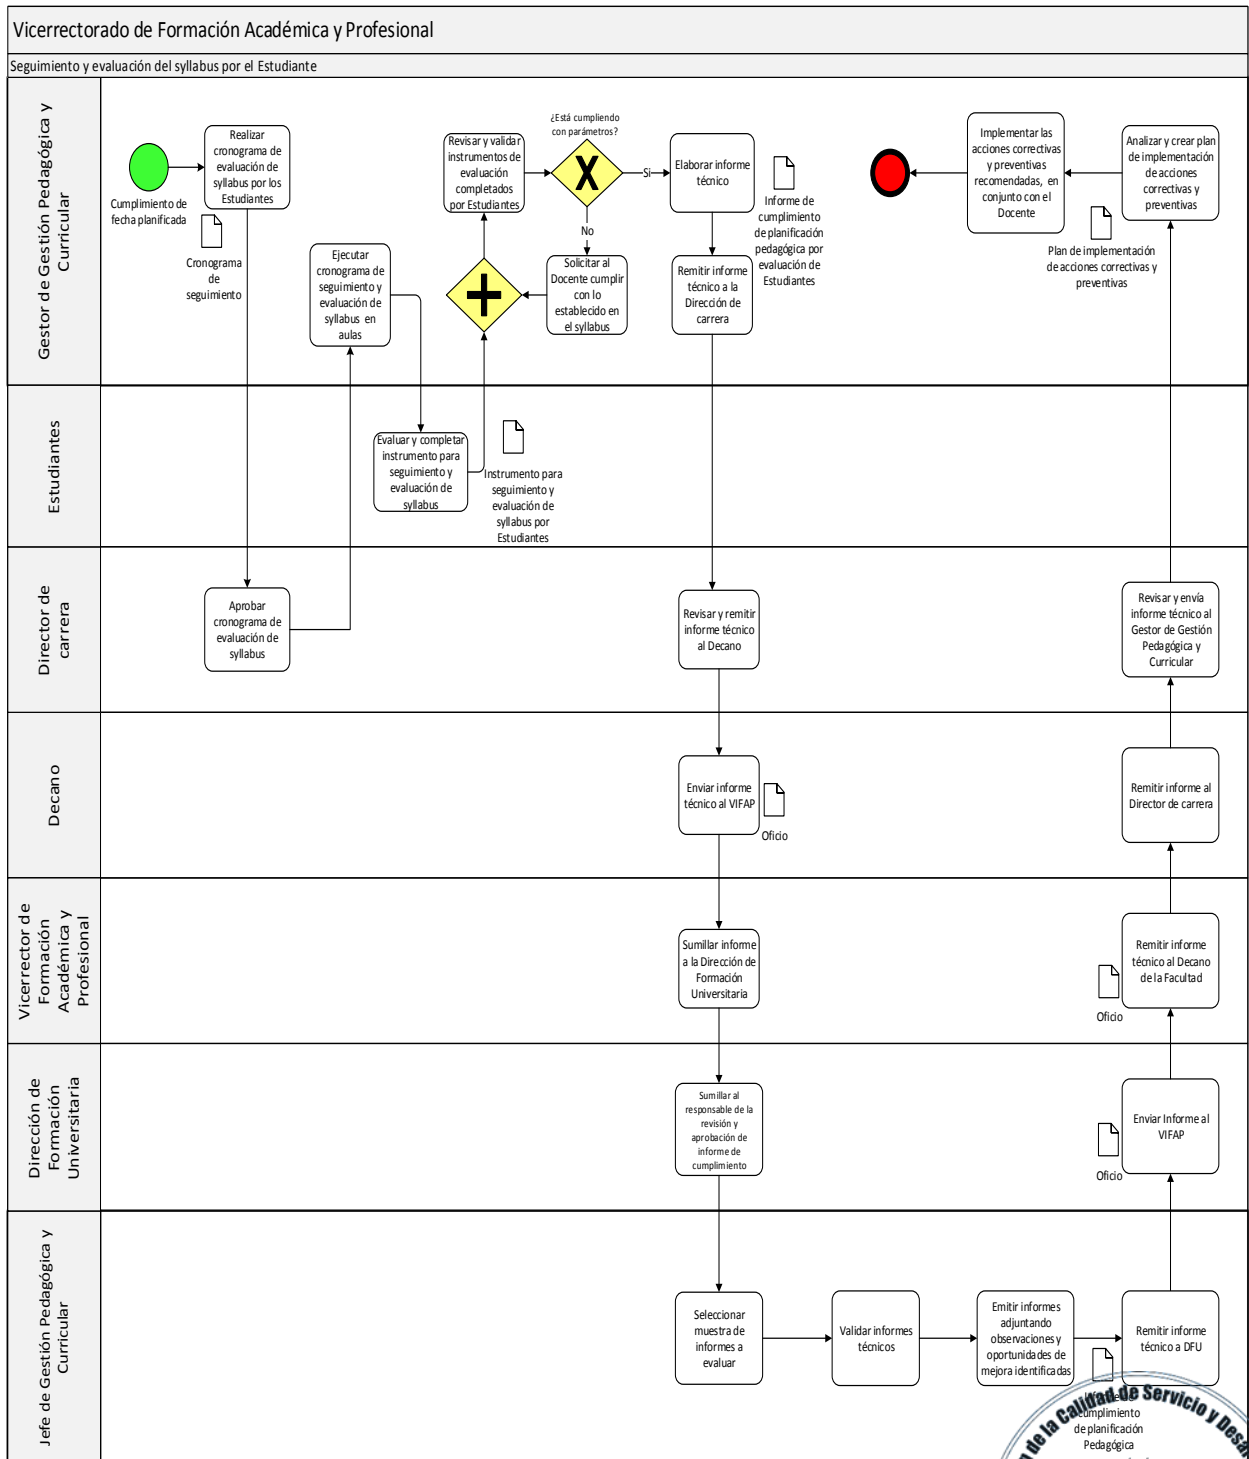 Vicerrectorado de Formación Académica y Profesional
Seguimiento y evaluación del syllabus por el Estudiante
Gestor de Gestión Pedagógica y
Curricular
Cumplimiento de
fecha planificada
Realizar
cronograma de
evaluación de
syllabus por los
Estudiantes
Cronograma
de
seguimiento
Ejecutar
cronograma de
seguimiento y
evaluación de
syllabus en
aulas
Revisar y validar
instrumentos de
evaluación
completados
por Estudiantes
¿Está cumpliendo
con parámetros?
Si
No
Solicitar al
Docente cumplir
con lo
establecido en
el syllabus
Elaborar informe
técnico
Informe de
cumplimiento
de planificación
pedagógica por
evaluación de
Estudiantes
Remitir informe
técnico a la
Dirección de
carrera
Implementar las
acciones correctivas
y preventivas
recomendadas, en
conjunto con el
Docente
Analizar y crear plan
de implementación
de acciones
correctivas y
preventivas
Plan de implementación
de acciones correctivas y
preventivas
Estudiantes
Evaluar y completar
instrumento para
seguimiento y
evaluación de
syllabus
Instrumento para
seguimiento y
evaluación de
syllabus por
Estudiantes
Director de
carrera
Aprobar
cronograma de
evaluación de
syllabus
Revisar y remitir
informe técnico
al Decano
Revisar y envía
informe técnico al
Gestor de Gestión
Pedagógica y
Curricular
Decano
Enviar informe
técnico al VIFAP
Oficio
Remitir informe al
Director de carrera
Vicerrector de
Formación
Académica y
Profesional
Sumillar informe
a la Dirección de
Formación
Universitaria
Remitir informe
técnico al Decano
de la Facultad
Oficio
Dirección de
Formación
Universitaria
Sumillar al
responsable de la
revisión y
aprobación de
informe de
cumplimiento
Enviar Informe al
VIFAP
Oficio
Jefe de Gestión Pedagógica y
Curricular
Seleccionar
muestra de
informes a
evaluar
Validar informes
técnicos
Emitir informes
adjuntando
observaciones y
oportunidades de
mejora identificadas
Remitir informe
técnico a DFU
cumplimiento
de planificación
Pedagógica
de la Calidad de Servicio y